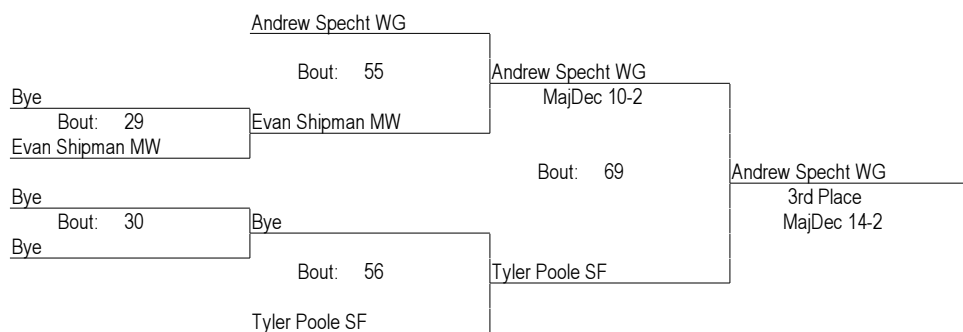 Andrew Specht WG
Bout: 55
Andrew Specht WG
MajDec 10-2
Bye
Bout: 29
Evan Shipman MW
Evan Shipman MW
Bout: 69
Andrew Specht WG
3rd Place
MajDec 14-2
Bye
Bout: 30
Bye
Bye
Bout: 56
Tyler Poole SF
Tyler Poole SF